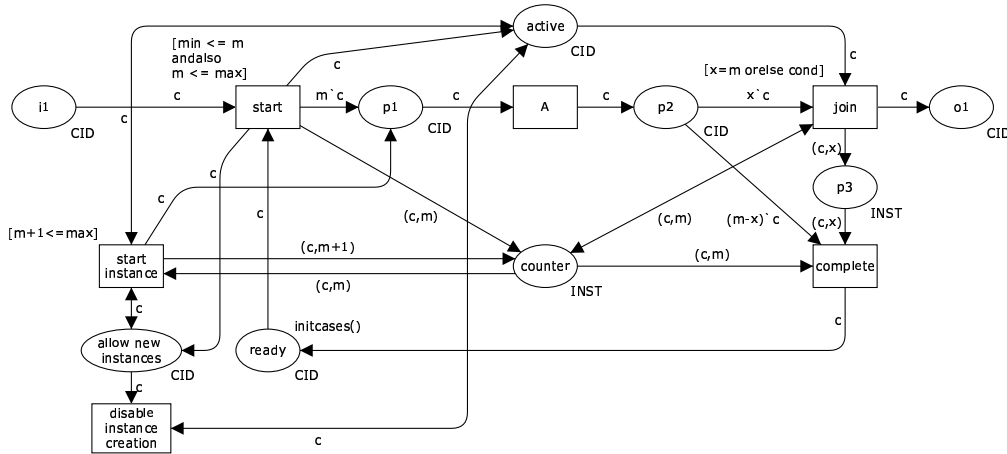 active
CID
c
[min <= m
andalso
m <= max]
c
[x=m orelse cond]
c
i1
CID
c
start
m`c
p1
CID
c
A
c
p2
CID
x`c
join
c
o1
CID
c
c
(c,x)
p3
INST
c
c
(c,m)
(c,m)
(m-x)`c
(c,x)
[m+1<=max]
start
instance
(c,m+1)
(c,m)
counter
INST
(c,m)
complete
c
initcases()
c
allow new
instances
CID
ready
CID
c
disable
instance
creation
c